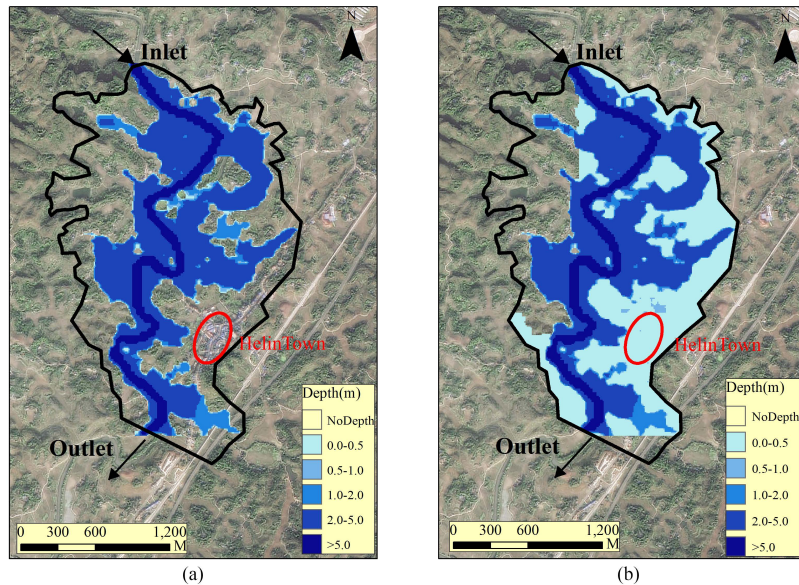 N
Inlet
HelinTown
Outlet
Depth(m)
NoDepth
0.0-0.5
0.5-1.0
1.0-2.0
2.0-5.0
>5.0
0 300 600 1,200
M
(a)
N
Inlet
HelinTown
Outlet
Depth(m)
NoDepth
0.0-0.5
0.5-1.0
1.0-2.0
2.0-5.0
>5.0
0 300 600 1,200
M
(b)